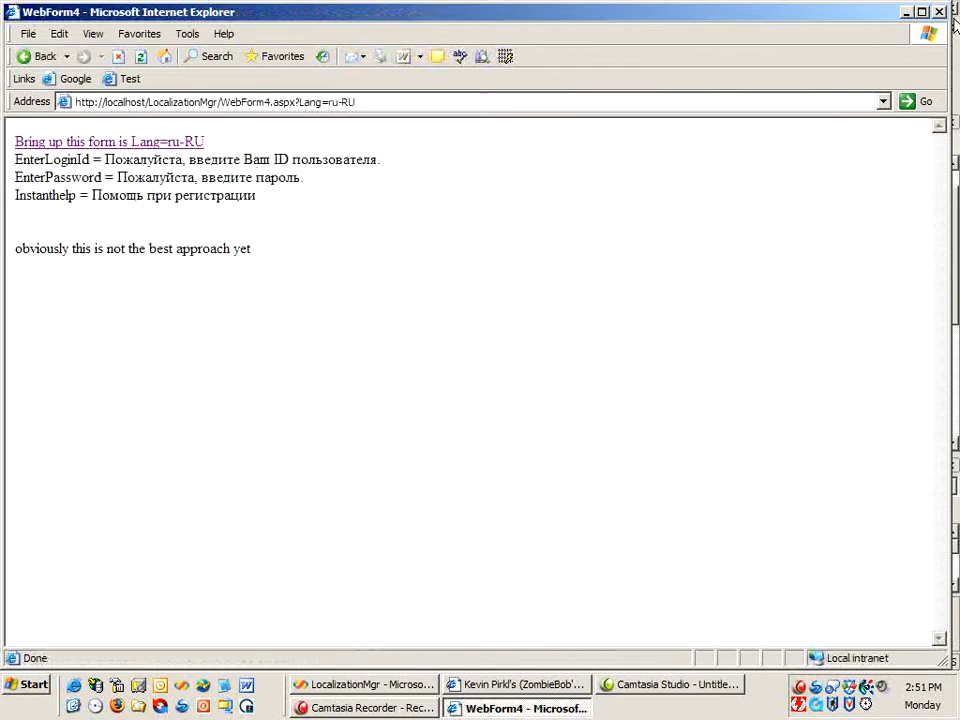 WebForm4 - Microsoft Internet Explorer
File Edit View Favorites Tools Help
Back Search Favorites
Links Google Test
Address http://localhost/LocalizationMgr/WebForm4.aspx?Lang=ru-RU Go
Bring up this form is Lang=ru-RU
EnterLoginId = Пожалуйста, введите Ваш ID пользователя.
EnterPassword = Пожалуйста, введите пароль.
Instanthelp = Помощь при регистрации
obviously this is not the best approach yet
Done Local intranet
Start LocalizationMgr - Microso... Kevin Pirkl's (ZombieBob'... Camtasia Studio - Untitle... 2:51 PM
Camtasia Recorder - Rec... WebForm4 - Microsof... Monday